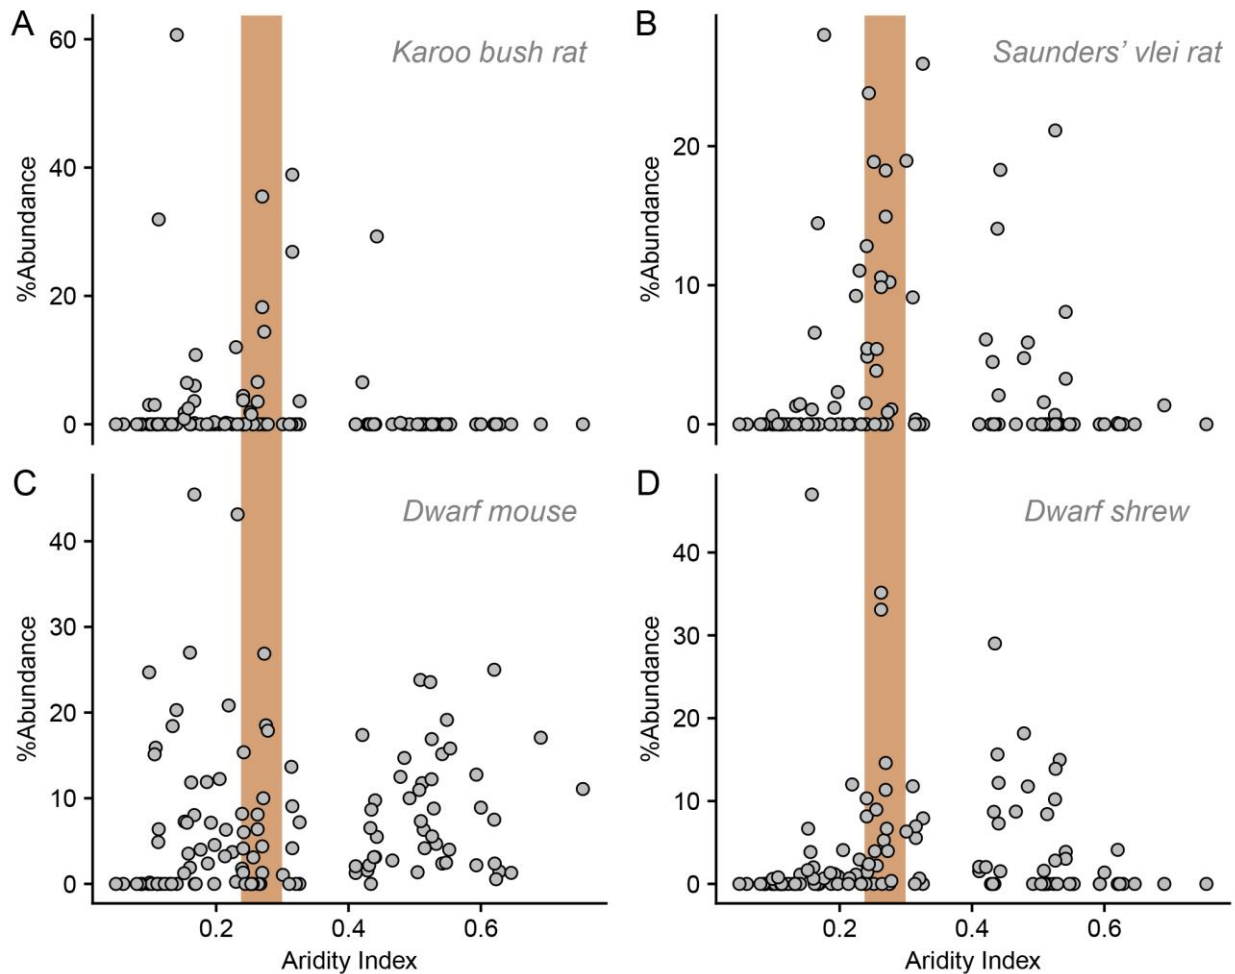 A
Karoo bush rat
60
40
20
0
%Abundance
B
Saunders’ vlei rat
20
10
0
%Abundance
C
Dwarf mouse
40
30
20
10
0
%Abundance
0.2
0.4
0.6
Aridity Index
D
Dwarf shrew
40
30
20
10
0
%Abundance
0.2
0.4
0.6
Aridity Index